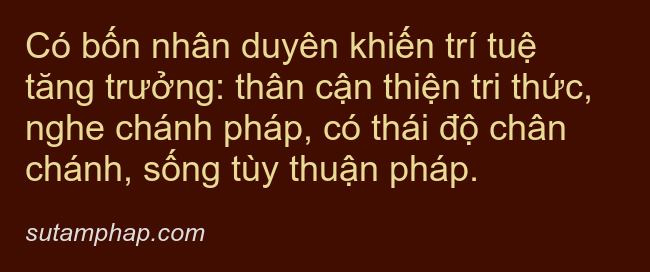 Có bốn nhân duyên khiến trí tuệ
tăng trưởng: thân cận thiện tri thức,
nghe chánh pháp, có thái độ chân
chánh, sống tùy thuận pháp.
sutamphap.com